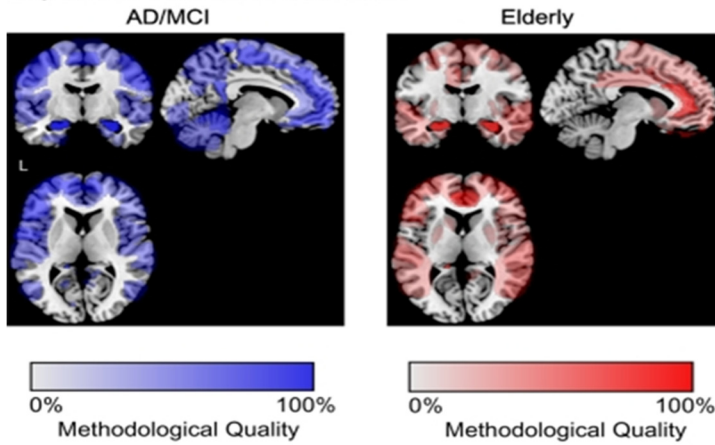 AD/MCI
Elderly
L
0% 100%
Methodological Quality
0% 100%
Methodological Quality